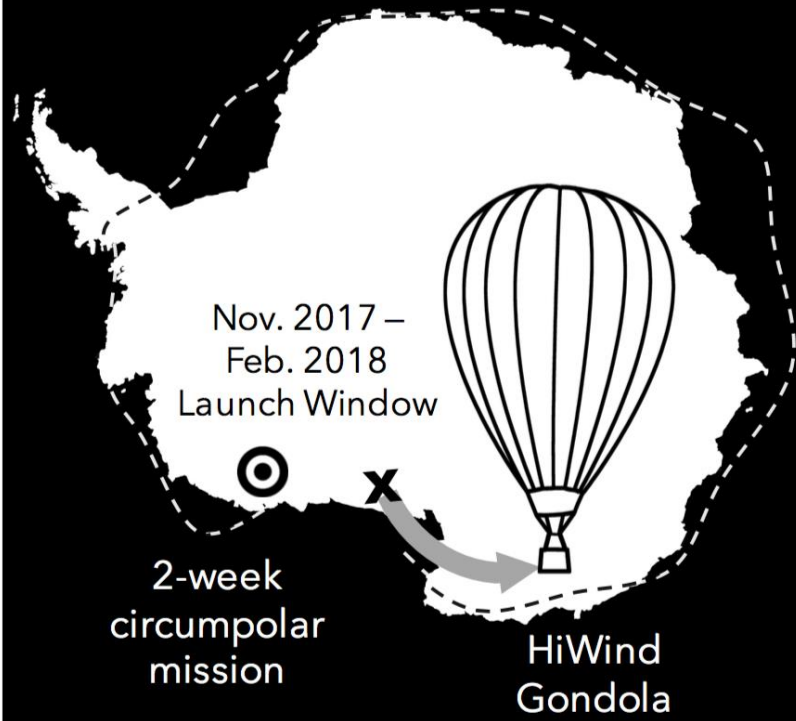 Nov. 2017 –
Feb. 2018
Launch Window
X
2-week
circumpolar
mission
HiWind
Gondola